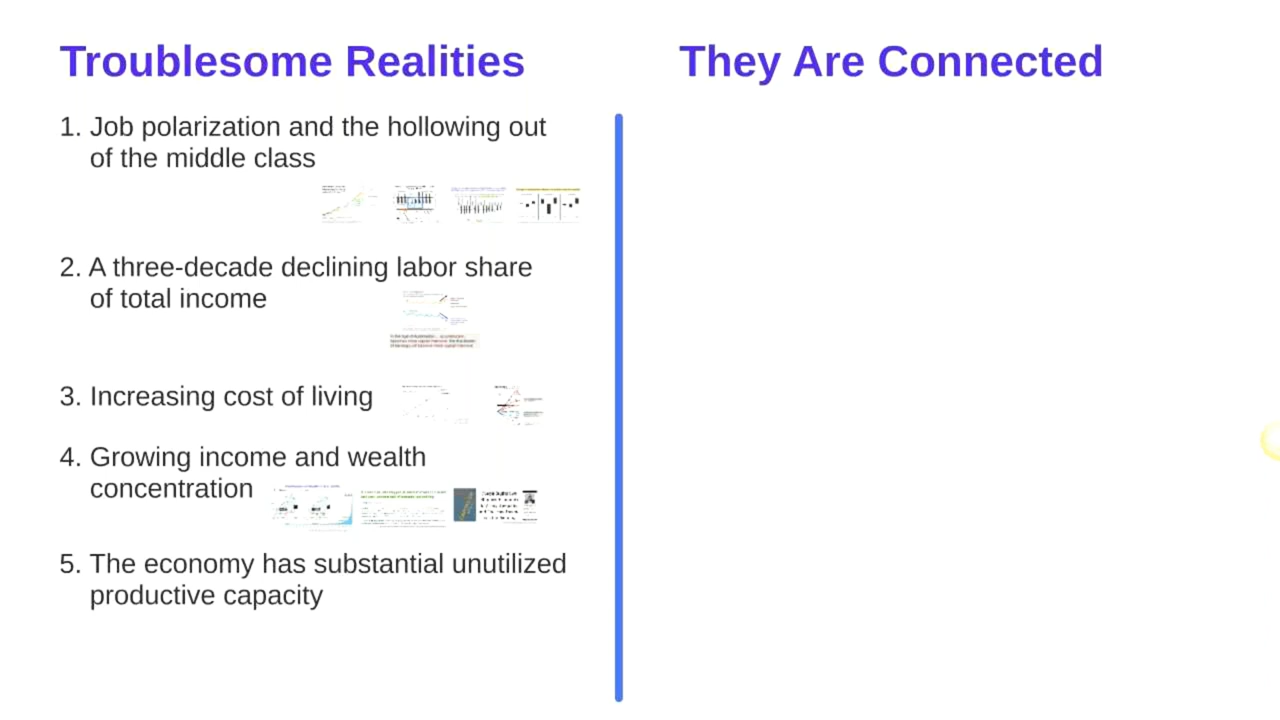 Troublesome Realities
1. Job polarization and the hollowing out
of the middle class
2. A three-decade declining labor share
of total income
3. Increasing cost of living
4. Growing income and wealth
concentration
5. The economy has substantial unutilized
productive capacity
They Are Connected